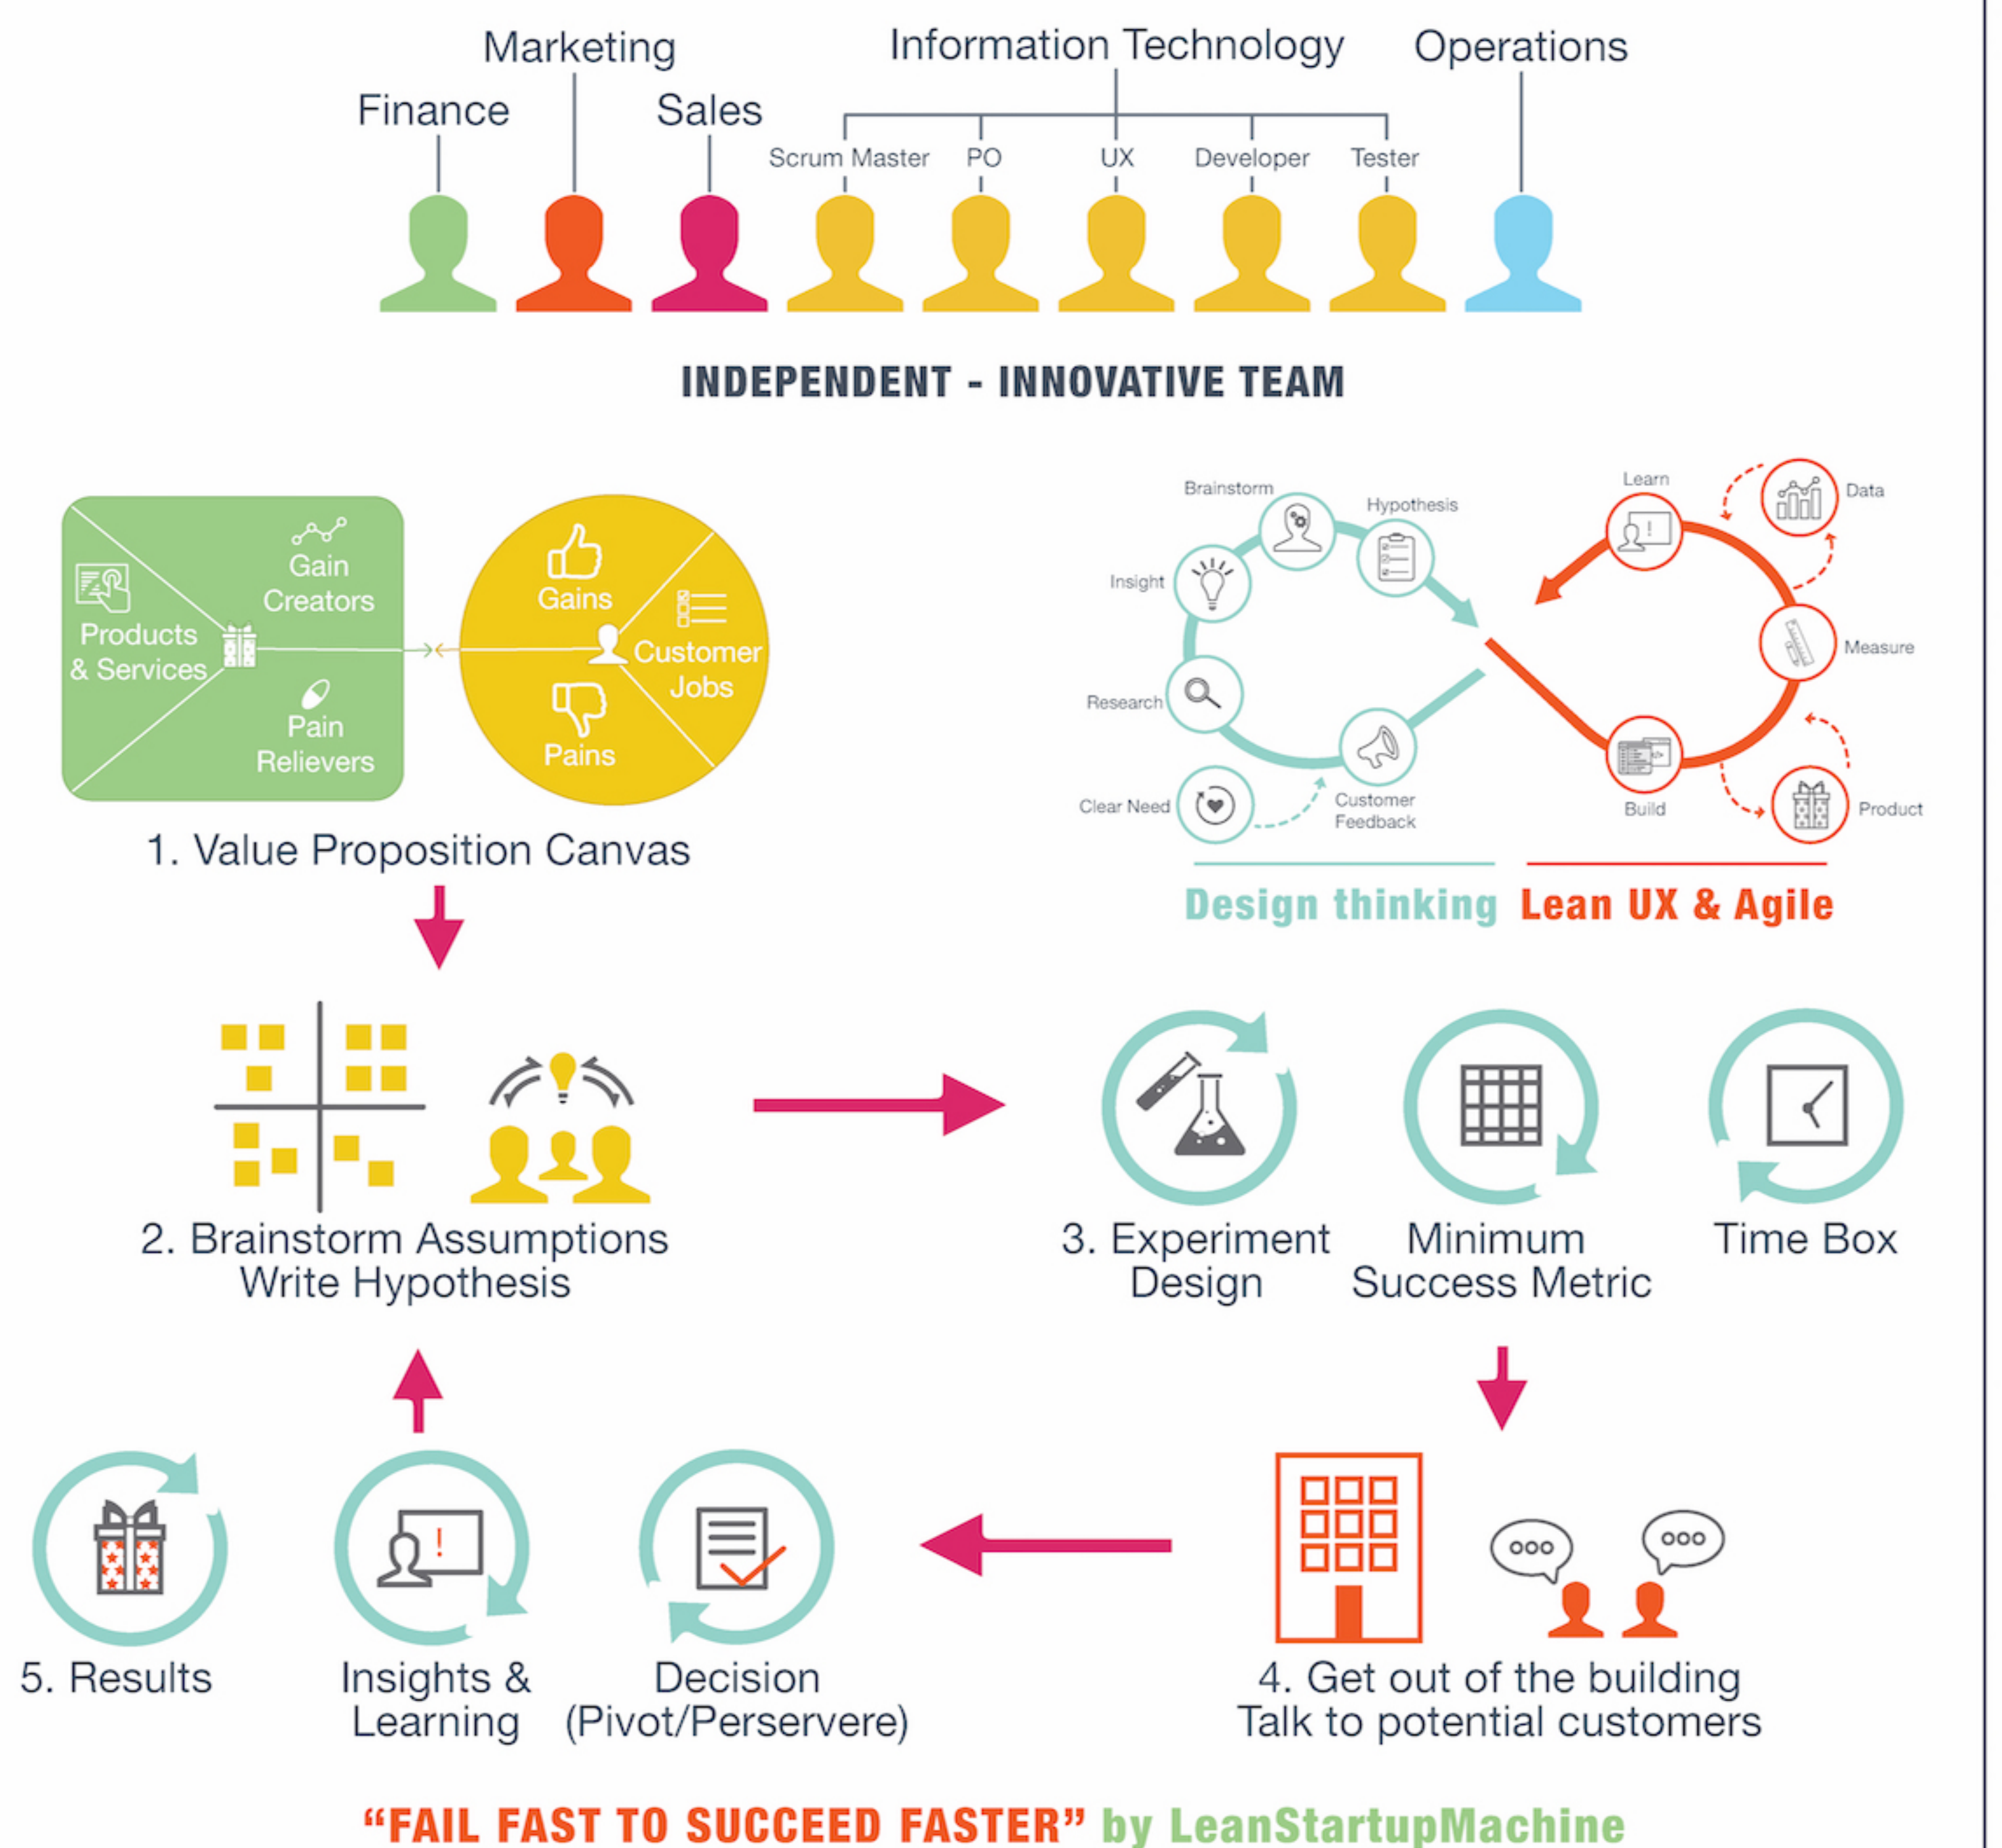 Marketing
Information Technology
Operations
Finance
Sales
Scrum Master
PO
UX
Developer
Tester
INDEPENDENT - INNOVATIVE TEAM
Gain
Creators
Products
& Services
Pain
Relievers
Gains
Customer
Jobs
Pains
1. Value Proposition Canvas
Brainstorm
Hypothesis
Insight
Research
Clear Need
Customer
Feedback
Learn
Data
Measure
Build
Product
Design thinking
Lean UX & Agile
2. Brainstorm Assumptions
Write Hypothesis
3. Experiment
Design
Minimum
Success Metric
Time Box
5. Results
Insights &
Learning
Decision
(Pivot/Perservere)
4. Get out of the building
Talk to potential customers
“FAIL FAST TO SUCCEED FASTER” by LeanStartupMachine